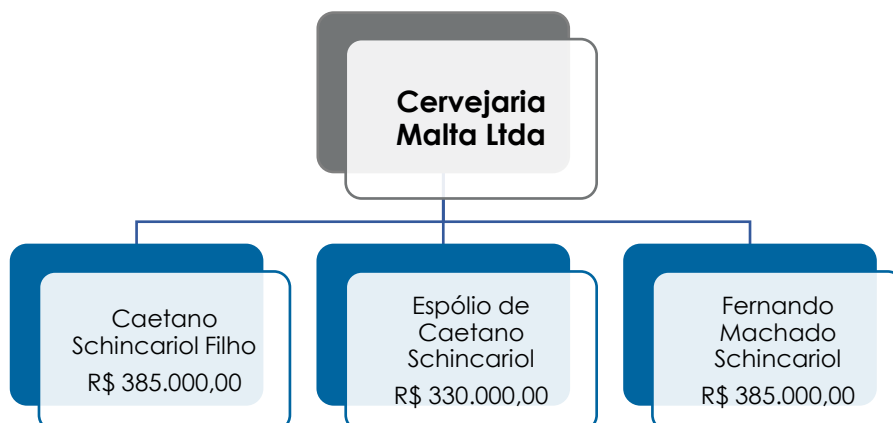 Cervejaria
Malta Ltda
Caetano
Schincariol Filho
R$ 385.000,00
Espólio de
Caetano
Schincariol
R$ 330.000,00
Fernando
Machado
Schincariol
R$ 385.000,00